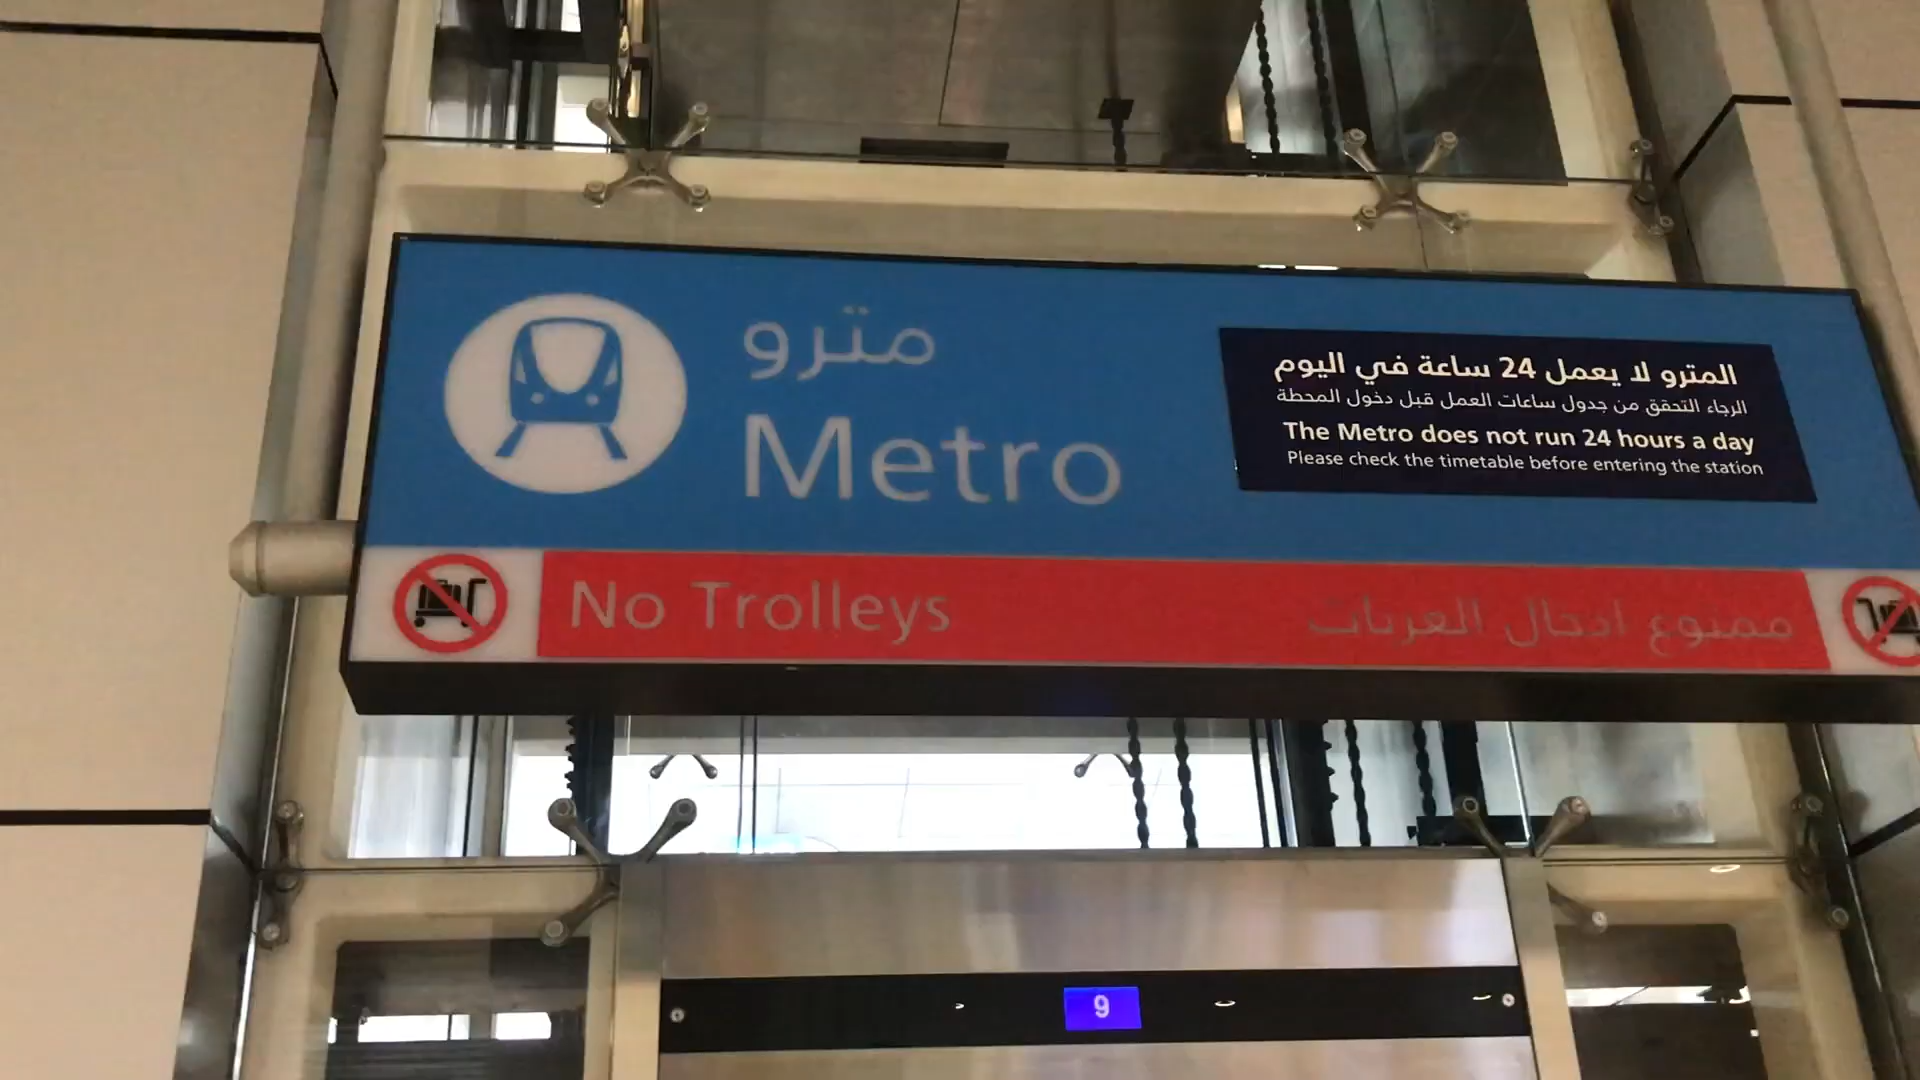 مترو
Metro
المترو لا يعمل 24 ساعة في اليوم
الرجاء التحقق من جدول ساعات العمل قبل دخول المحطة
The Metro does not run 24 hours a day
Please check the timetable before entering the station
No Trolleys
ممنوع ادخال العربات
9